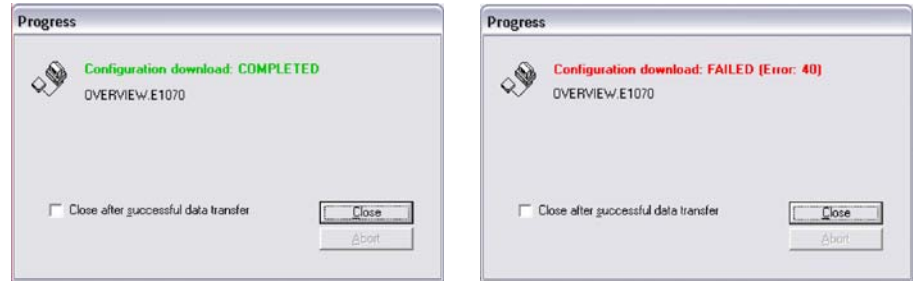 Progress
Configuration download: COMPLETED
OVERVIEW.E1070
Close after successful data transfer
Close
Abort
Progress
Configuration download: FAILED (Error: 40)
OVERVIEW.E1070
Close after successful data transfer
Close
Abort